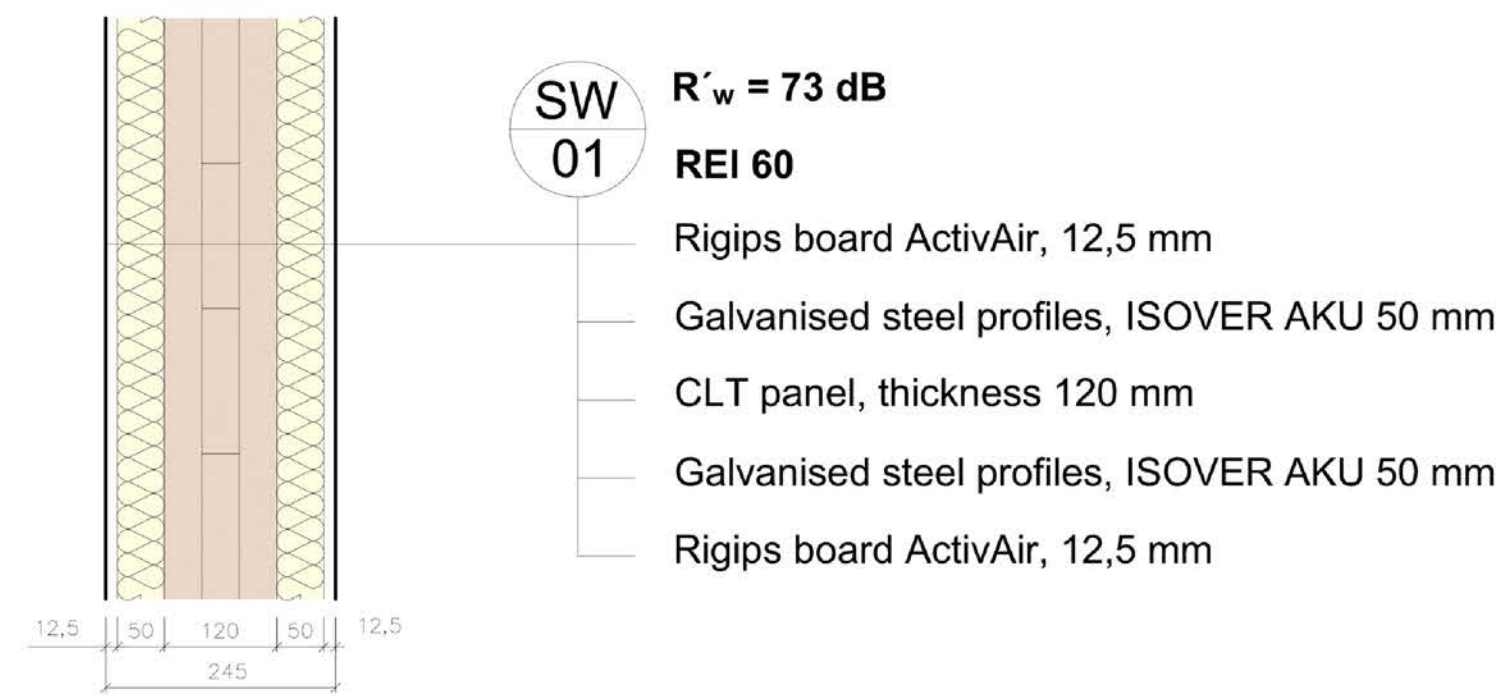 SW
01
R´w = 73 dB
REI 60
Rigips board ActivAir, 12,5 mm
Galvanised steel profiles, ISOVER AKU 50 mm
CLT panel, thickness 120 mm
Galvanised steel profiles, ISOVER AKU 50 mm
Rigips board ActivAir, 12,5 mm
12,5 50 120 50 12,5
245